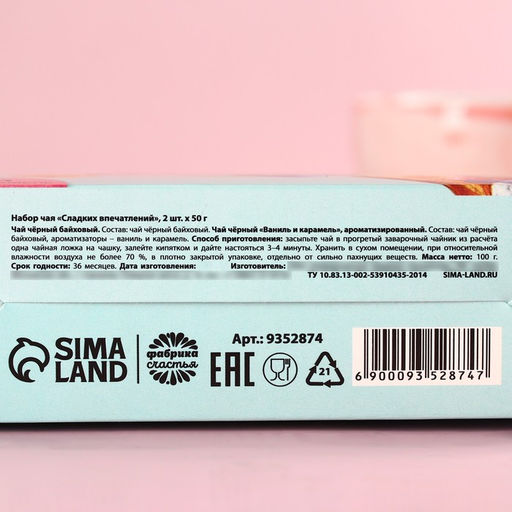 Набор чая «Сладких впечатлений», 2 шт. х 50 г
Чай чёрный байховый. Состав: чай чёрный байховый. Чай чёрный «Ваниль и карамель», ароматизированный. Состав: чай чёрный
байховый, ароматизаторы – ваниль и карамель. Способ приготовления: засыпьте чай в прогретый заварочный чайник из расчёта
одна чайная ложка на чашку, залейте кипятком и дайте настояться 3–4 минуты. Хранить в сухом помещении, при относительной
влажности воздуха не более 70 %, в плотно закрытой упаковке, отдельно от сильно пахнущих веществ. Масса нетто: 100 г.
Срок годности: 36 месяцев. Дата изготовления: Изготовитель:
ТУ 10.83.13-002-53910435-2014 SIMA-LAND.RU
SIMA
LAND
фабрика
счастья
Арт.: 9352874
EAC
21
6 900093 528747